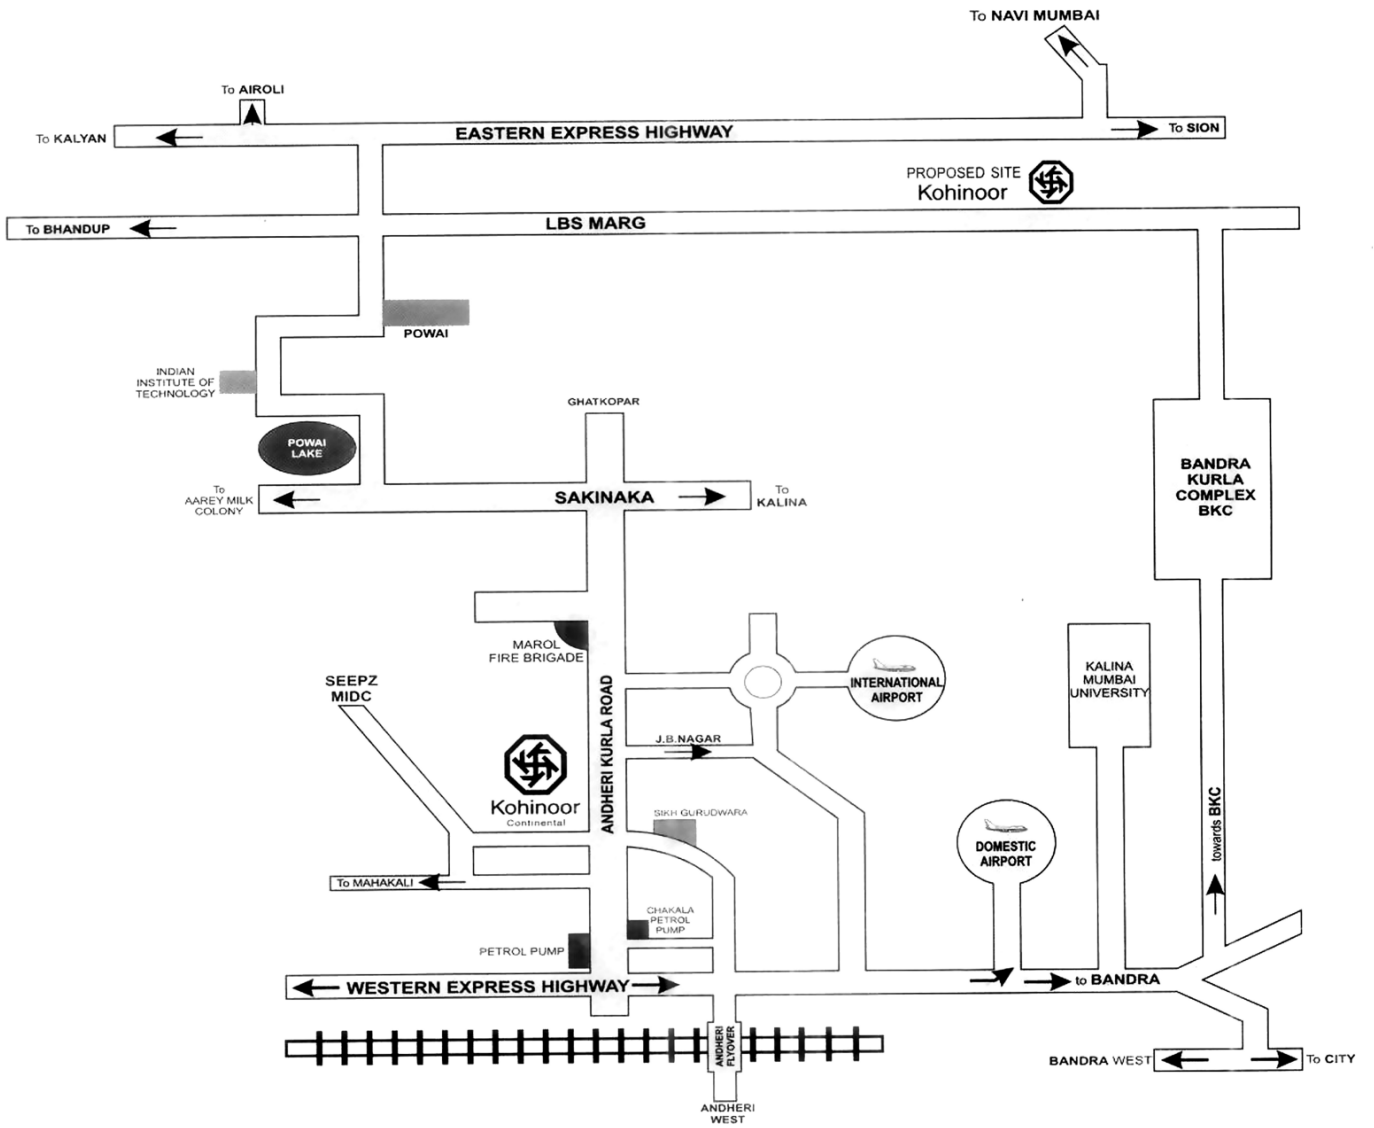 To NAVI MUMBAI
To AIROLI
To KALYAN
EASTERN EXPRESS HIGHWAY
To SION
PROPOSED SITE
Kohinoor
To BHANDUP
LBS MARG
POWAI
INDIAN
INSTITUTE OF
TECHNOLOGY
GHATKOPAR
POWAI
LAKE
BANDRA
KURLA
COMPLEX
BKC
To
AAREY MILK
COLONY
SAKINAKA
To
KALINA
MAROL
FIRE BRIGADE
SEEPZ
MIDC
INTERNATIONAL
AIRPORT
KALINA
MUMBAI
UNIVERSITY
ANDHERI KURLA ROAD
J.B.NAGAR
Kohinoor
Continental
SIKH GURUDWARA
towards BKC
DOMESTIC
AIRPORT
To MAHAKALI
CHAKALA
PETROL
PUMP
PETROL PUMP
WESTERN EXPRESS HIGHWAY
to BANDRA
ANDHERI
FLYOVER
BANDRA WEST
To CITY
ANDHERI
WEST